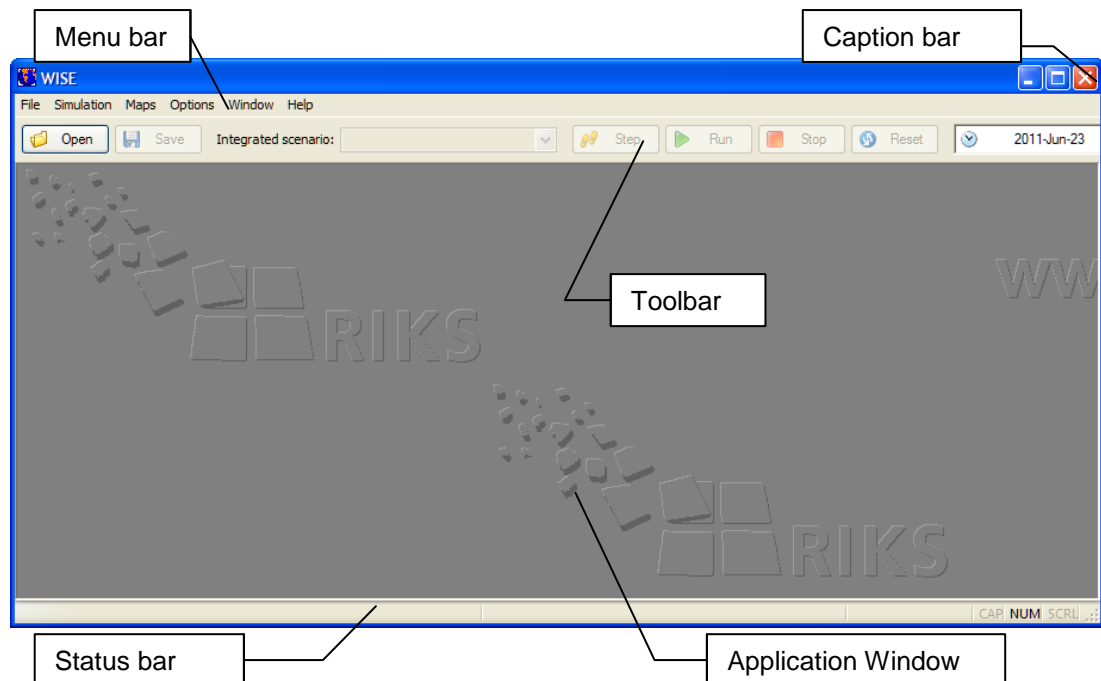 Menu bar
Caption bar
WISE
File Simulation Maps Options Window Help
Open Save Integrated scenario: Step Run Stop Reset 2011-Jun-23
WW
RIKS
Toolbar
RIKS
CAP NUM SCRL
Status bar
Application Window